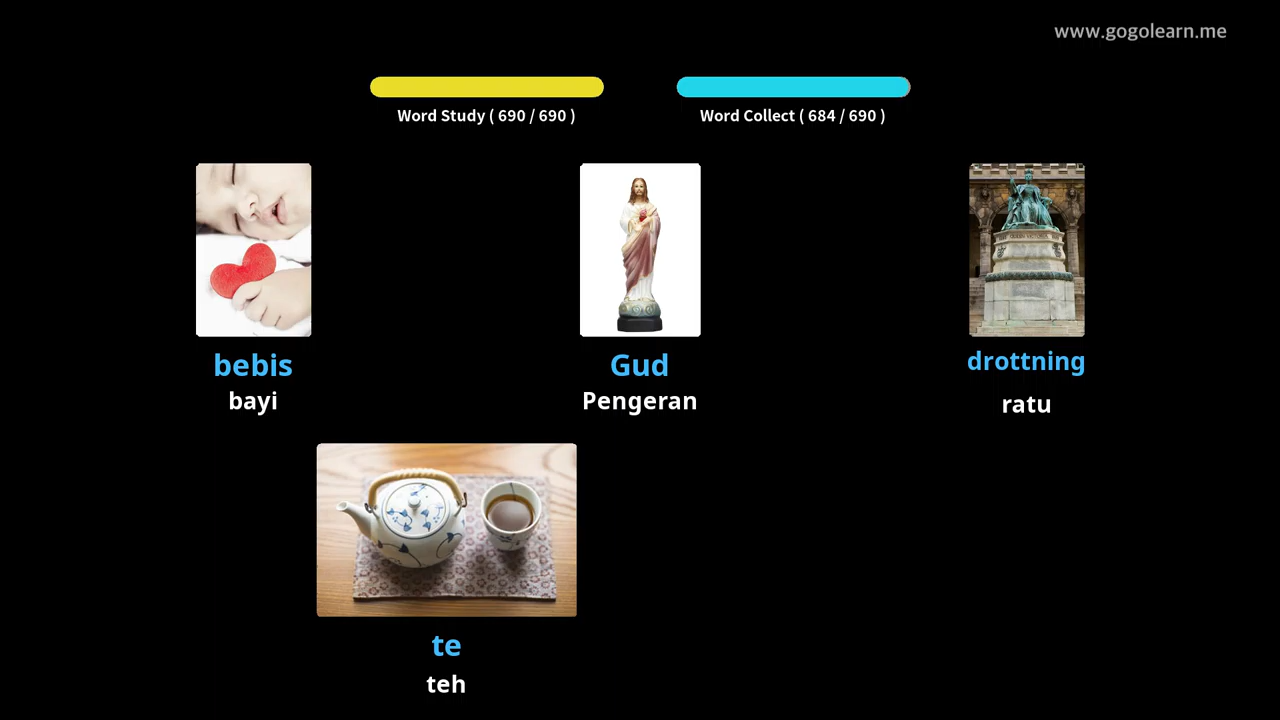 www.gogolearn.me
Word Study ( 690 / 690 )
Word Collect ( 684 / 690 )
bebis
bayi
Gud
Pengeran
drottning
ratu
te
teh